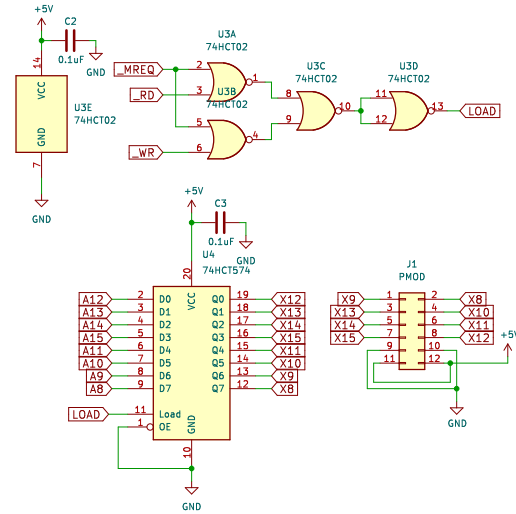 +5V
C2
0.1uF
GND
14
VCC
U3E
74HCT02
GND
7
GND
U3A
74HCT02
_MREQ
2
1
_RD
3
U3B
74HCT02
5
4
_WR
6
U3C
74HCT02
8
10
9
U3D
74HCT02
11
13
LOAD
12
+5V
C3
0.1uF
GND
U4
74HCT574
20
VCC
A12 2 D0 Q0 19 X12
A13 3 D1 Q1 18 X13
A14 4 D2 Q2 17 X14
A15 5 D3 Q3 16 X15
A11 6 D4 Q4 15 X11
A10 7 D5 Q5 14 X10
A9 8 D6 Q6 13 X9
A8 9 D7 Q7 12 X8
LOAD 11 Load
1 OE
GND
10
GND
J1
PMOD
X9 1 2 X8
X13 3 4 X10
X14 5 6 X11
X15 7 8 X12
9 10
11 12
+5V
GND